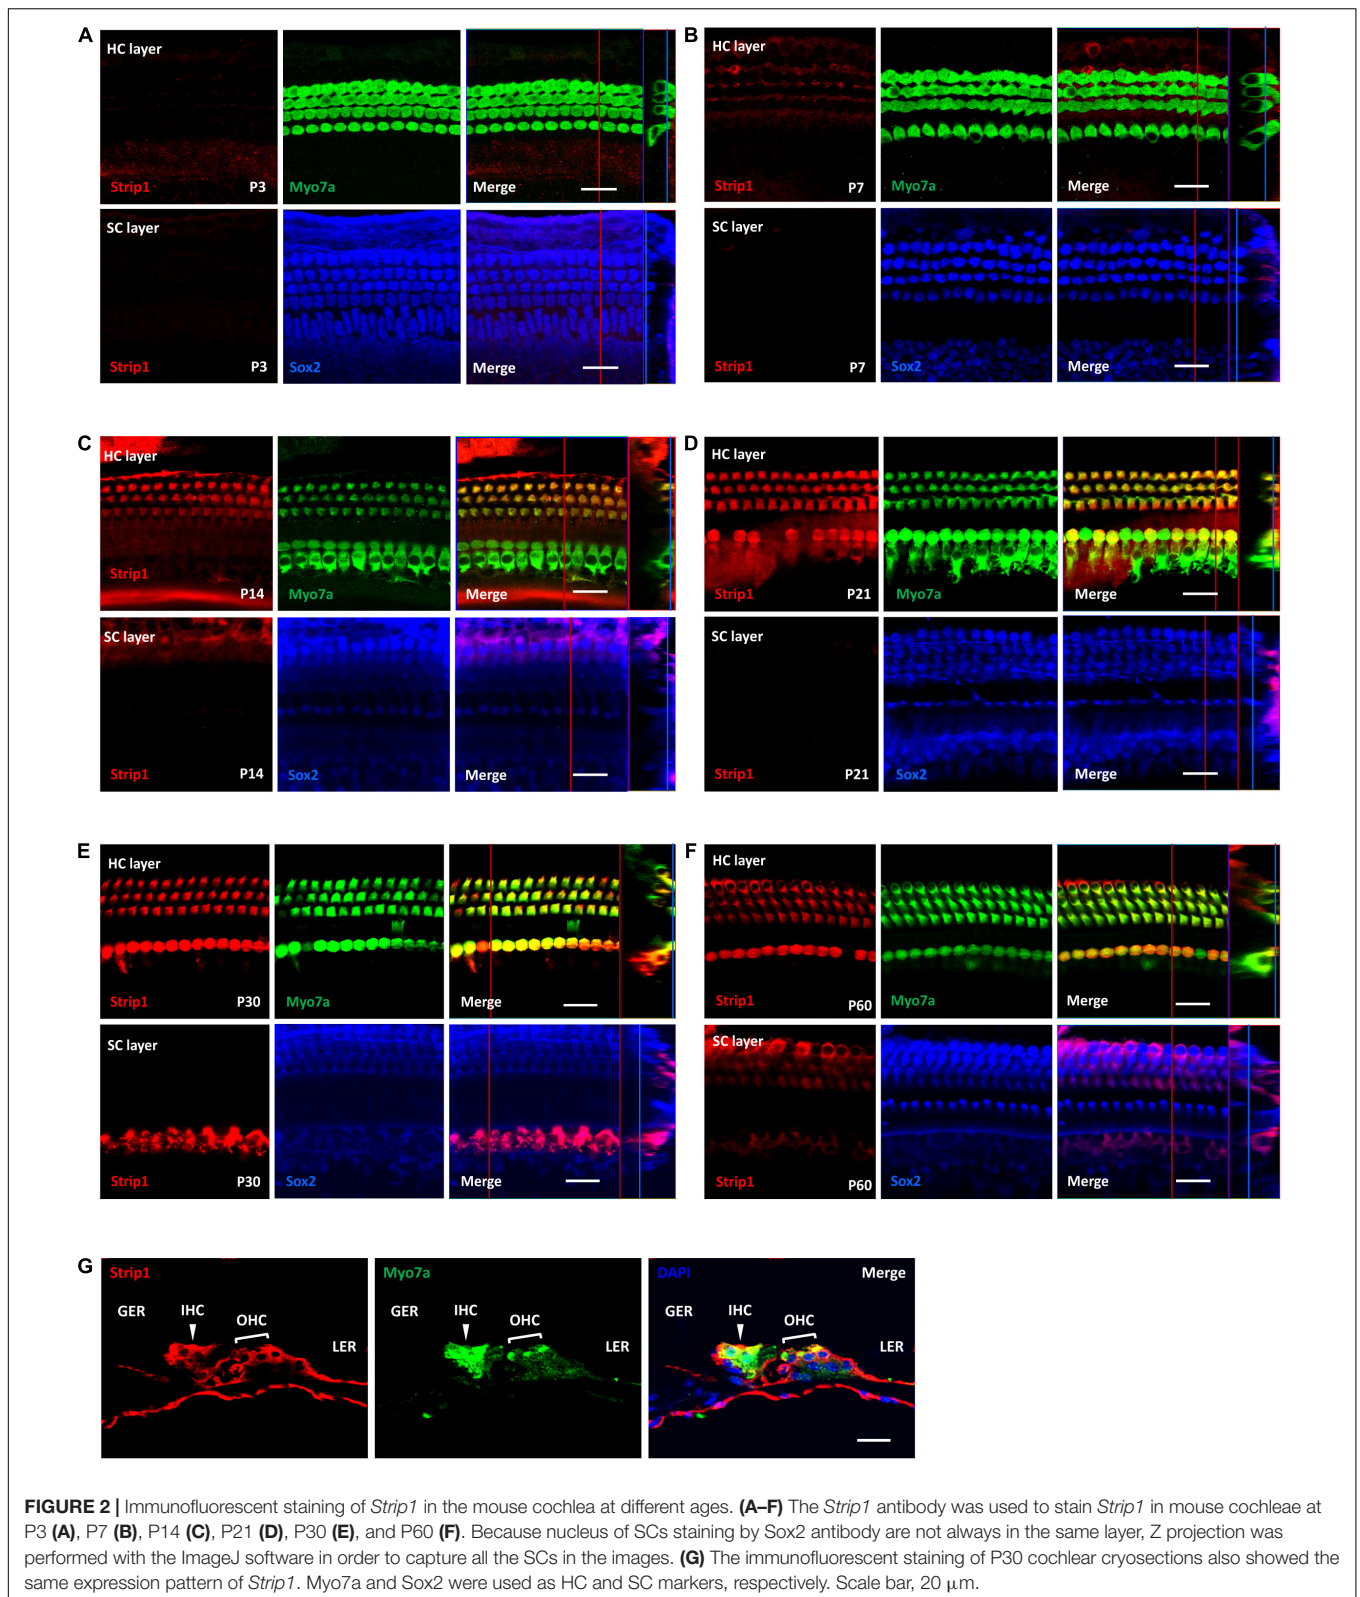 A
HC layer
Strip1
P3
Myo7a
Merge
SC layer
Strip1
P3
Sox2
Merge
B
HC layer
Strip1
P7
Myo7a
Merge
SC layer
Strip1
P7
Sox2
Merge
C
HC layer
Strip1
P14
Myo7a
Merge
SC layer
Strip1
P14
Sox2
Merge
D
HC layer
Strip1
P21
Myo7a
Merge
SC layer
Strip1
P21
Sox2
Merge
E
HC layer
Strip1
P30
Myo7a
Merge
SC layer
Strip1
P30
Sox2
Merge
F
HC layer
Strip1
P60
Myo7a
Merge
SC layer
Strip1
P60
Sox2
Merge
G
Strip1
GER
IHC
OHC
LER
Myo7a
GER
IHC
OHC
LER
DAPI
Merge
GER
IHC
OHC
LER
FIGURE 2 | Immunofluorescent staining of Strip1 in the mouse cochlea at different ages. (A–F) The Strip1 antibody was used to stain Strip1 in mouse cochleae at
P3 (A), P7 (B), P14 (C), P21 (D), P30 (E), and P60 (F). Because nucleus of SCs staining by Sox2 antibody are not always in the same layer, Z projection was
performed with the ImageJ software in order to capture all the SCs in the images. (G) The immunofluorescent staining of P30 cochlear cryosections also showed the
same expression pattern of Strip1. Myo7a and Sox2 were used as HC and SC markers, respectively. Scale bar, 20 μm.